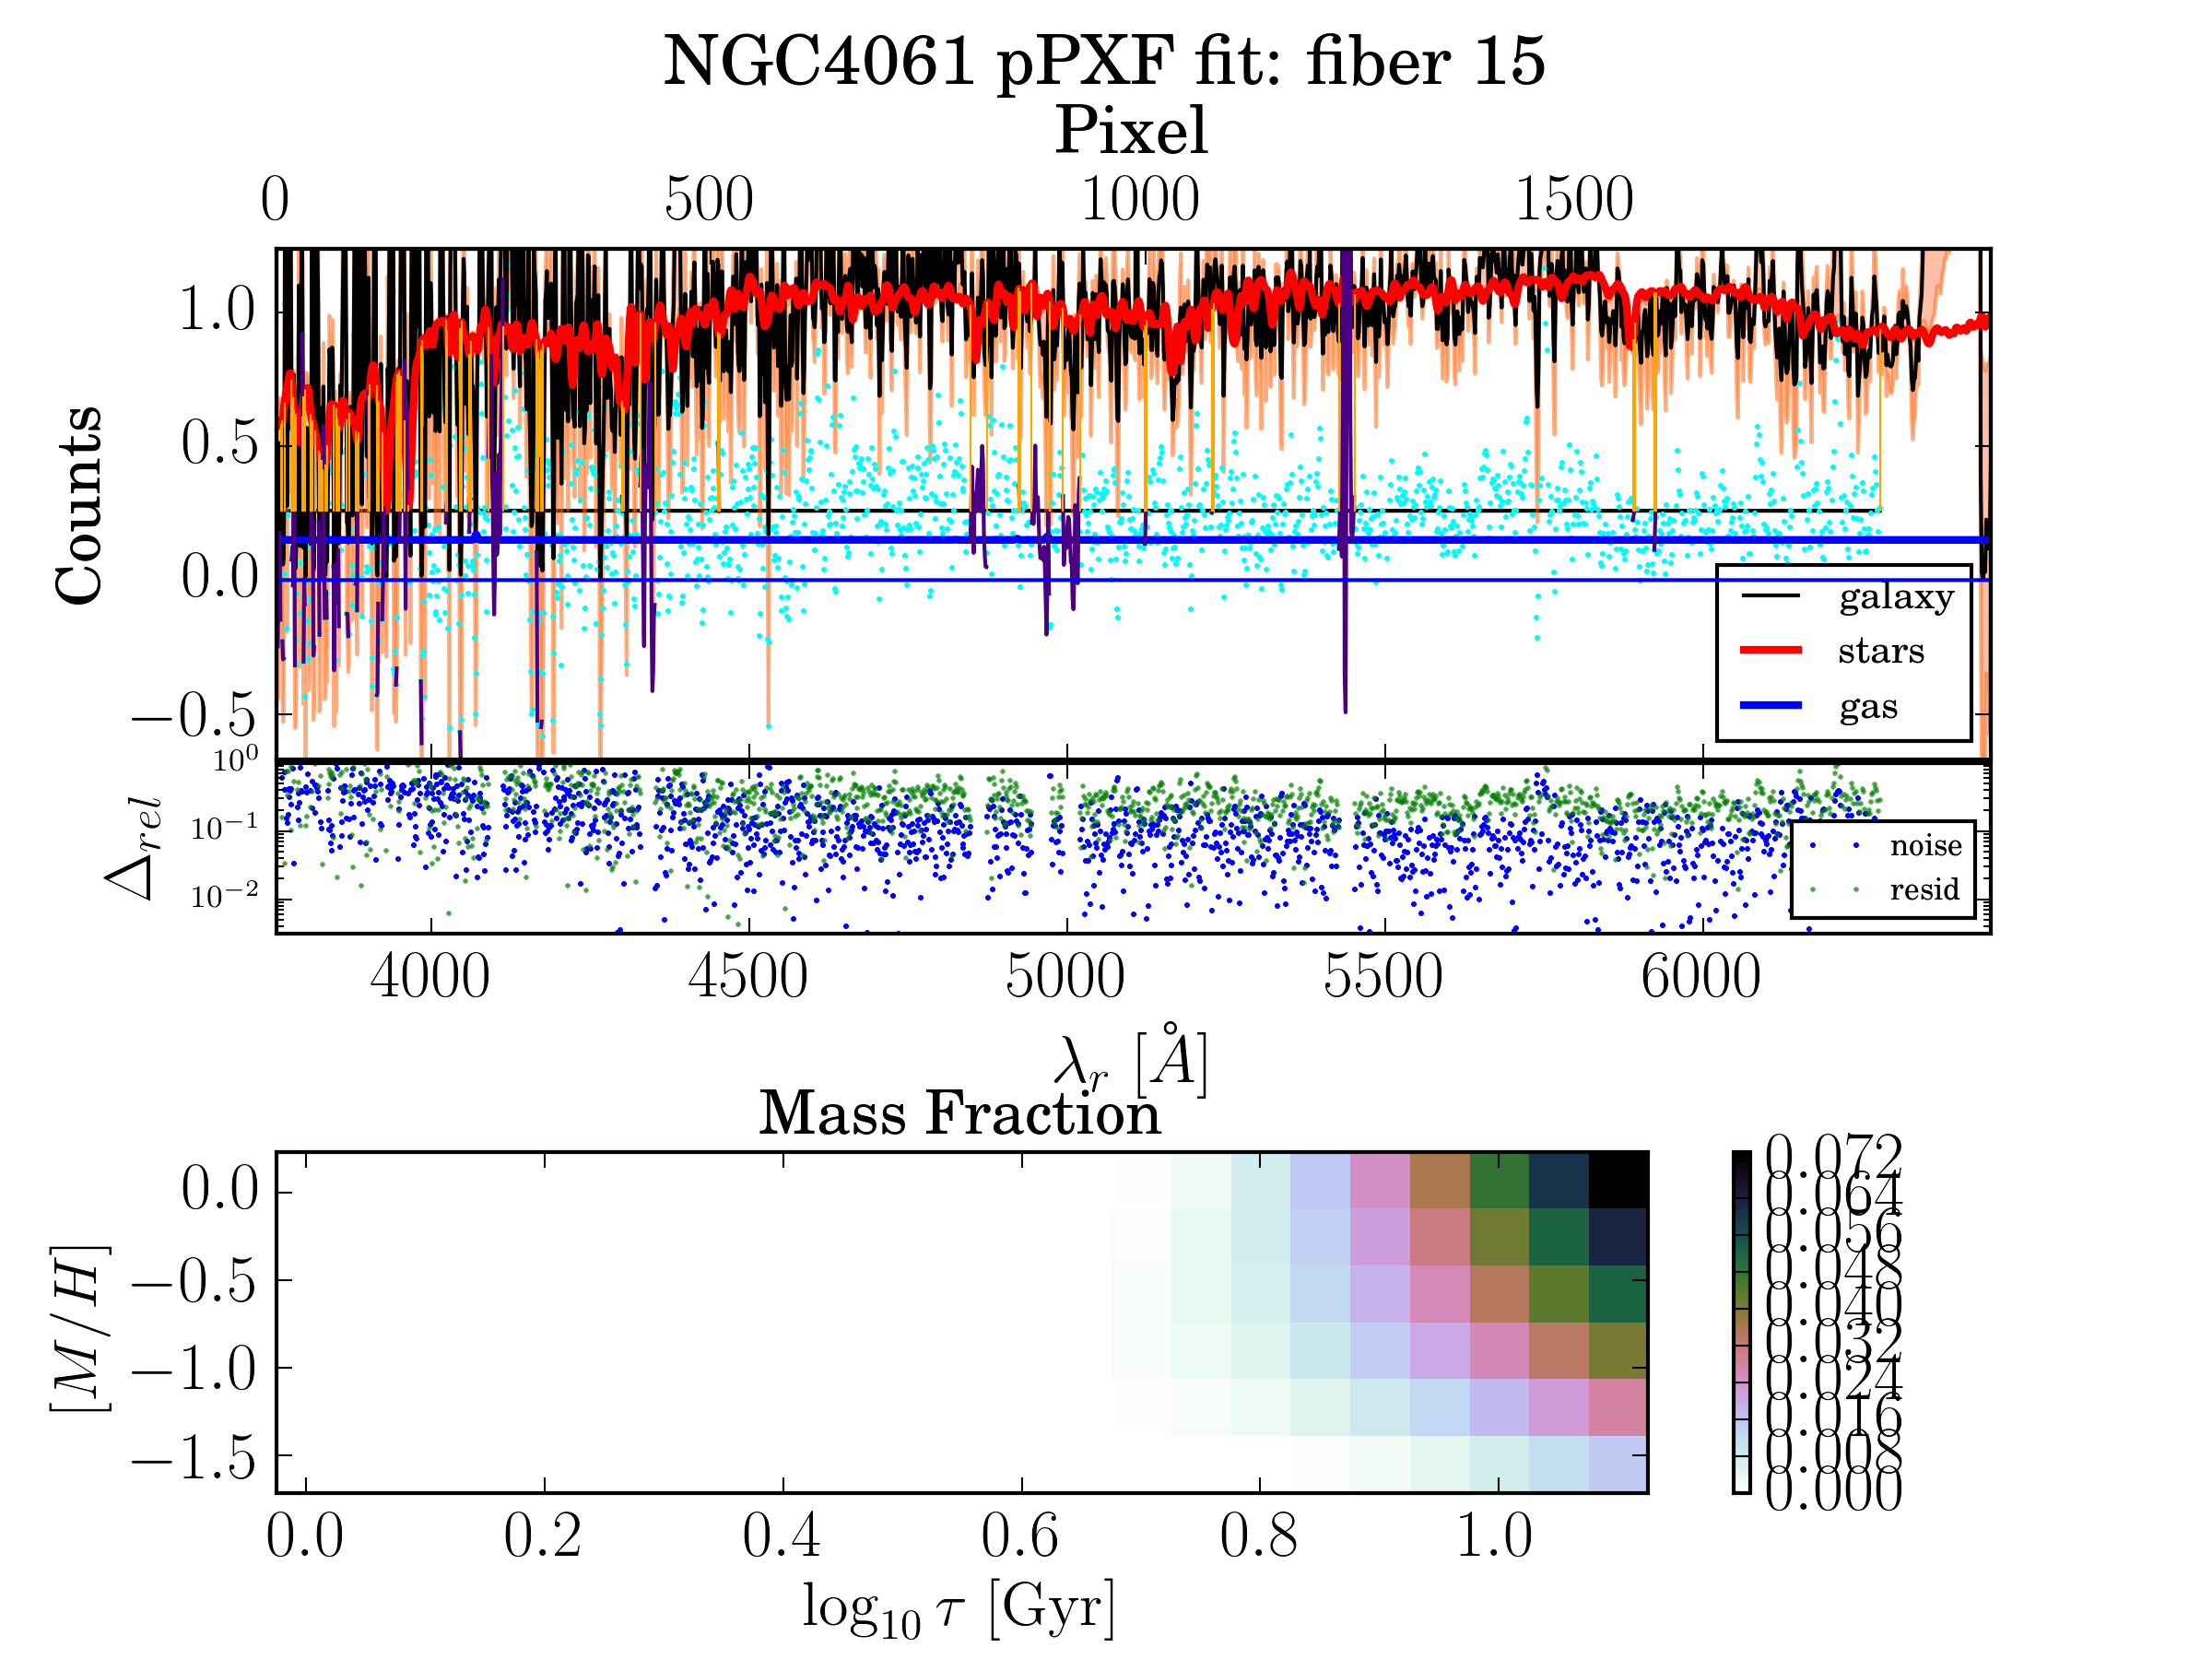 NGC4061 pPXF fit: fiber 15
Pixel
0 500 1000 1500
Counts
1.0
0.5
0.0
−0.5
galaxy
stars
gas
Δrel
10^0
10^−1
10^−2
noise
resid
4000 4500 5000 5500 6000
λr [Å]
Mass Fraction
[M/H]
0.0
−0.5
−1.0
−1.5
0.0 0.2 0.4 0.6 0.8 1.0
log10 τ [Gyr]
0.072
0.064
0.056
0.048
0.040
0.032
0.024
0.016
0.008
0.000